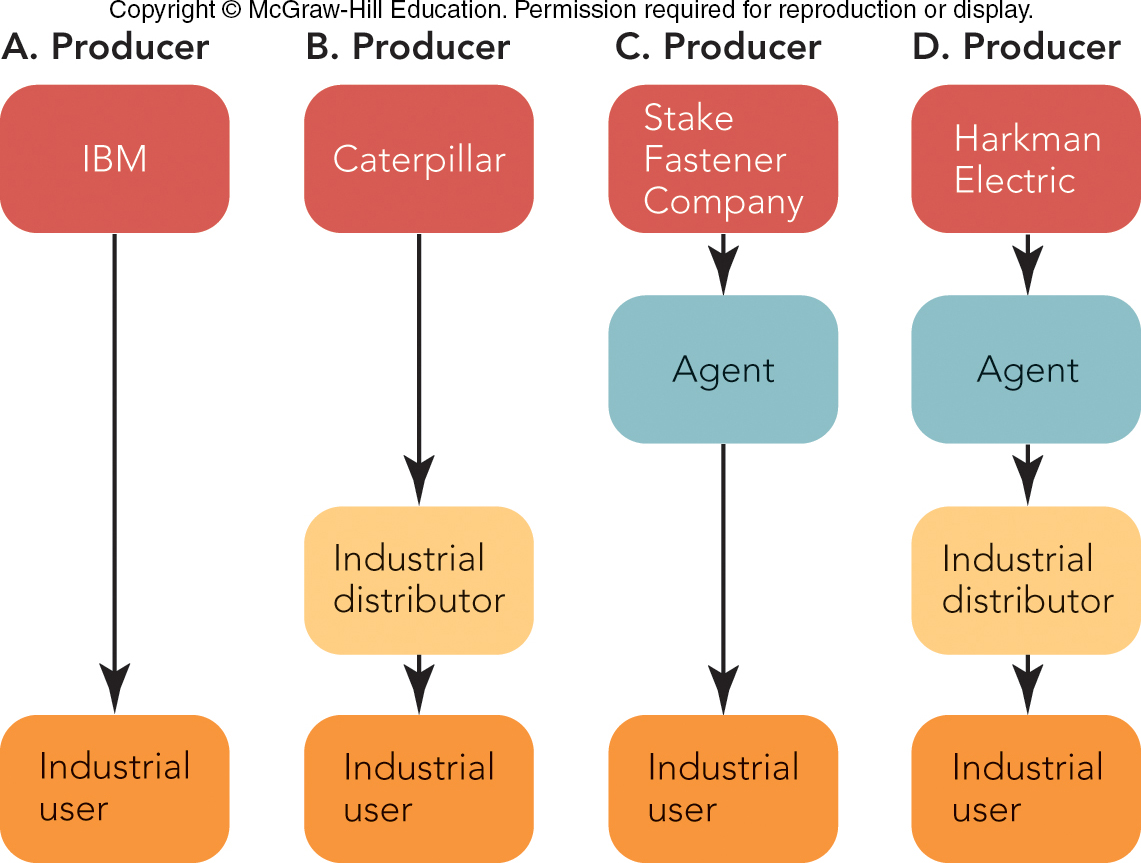 Copyright © McGraw-Hill Education. Permission required for reproduction or display.
A. Producer
B. Producer
C. Producer
D. Producer
IBM
Caterpillar
Stake
Fastener
Company
Harkman
Electric
Agent
Agent
Industrial
distributor
Industrial
distributor
Industrial
user
Industrial
user
Industrial
user
Industrial
user